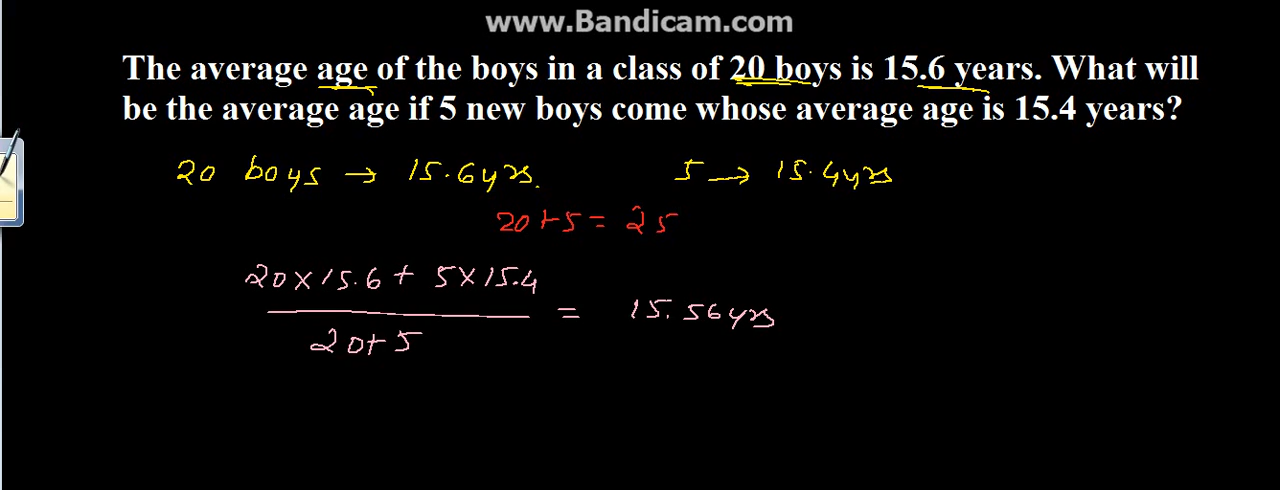 www.Bandicam.com
The average age of the boys in a class of 20 boys is 15.6 years. What will
be the average age if 5 new boys come whose average age is 15.4 years?
20 boys → 15.6yrs. 5 → 15.4yrs
20+5 = 25
20×15.6 + 5×15.4
= 15.56yrs
20+5